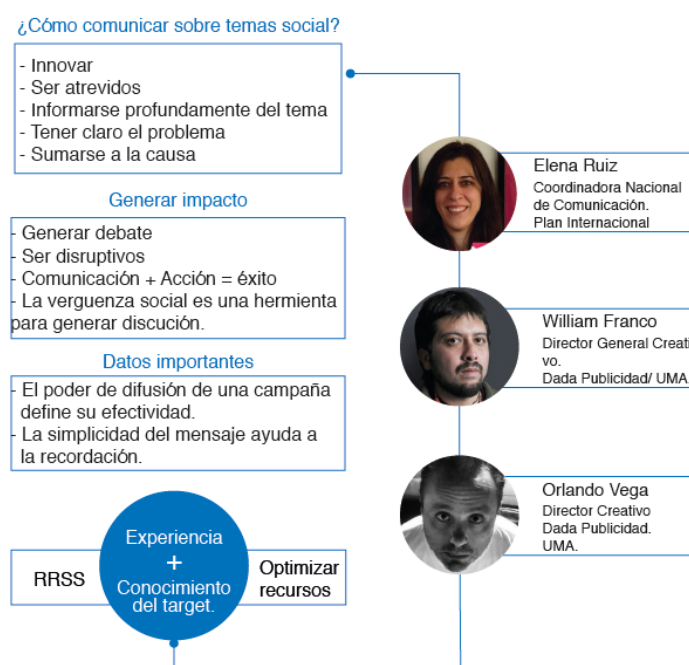 ¿Cómo comunicar sobre temas social?
- Innovar
- Ser atrevidos
- Informarse profundamente del tema
- Tener claro el problema
- Sumarse a la causa
Generar impacto
- Generar debate
- Ser disruptivos
- Comunicación + Acción = éxito
- La verguenza social es una hermienta
para generar discución.
Datos importantes
- El poder de difusión de una campaña
define su efectividad.
- La simplicidad del mensaje ayuda a
la recordación.
RRSS
Experiencia
+
Conocimiento
del target.
Optimizar
recursos
Elena Ruiz
Coordinadora Nacional
de Comunicación.
Plan Internacional
William Franco
Director General Creati
vo.
Dada Publicidad/ UMA.
Orlando Vega
Director Creativo
Dada Publicidad.
UMA.